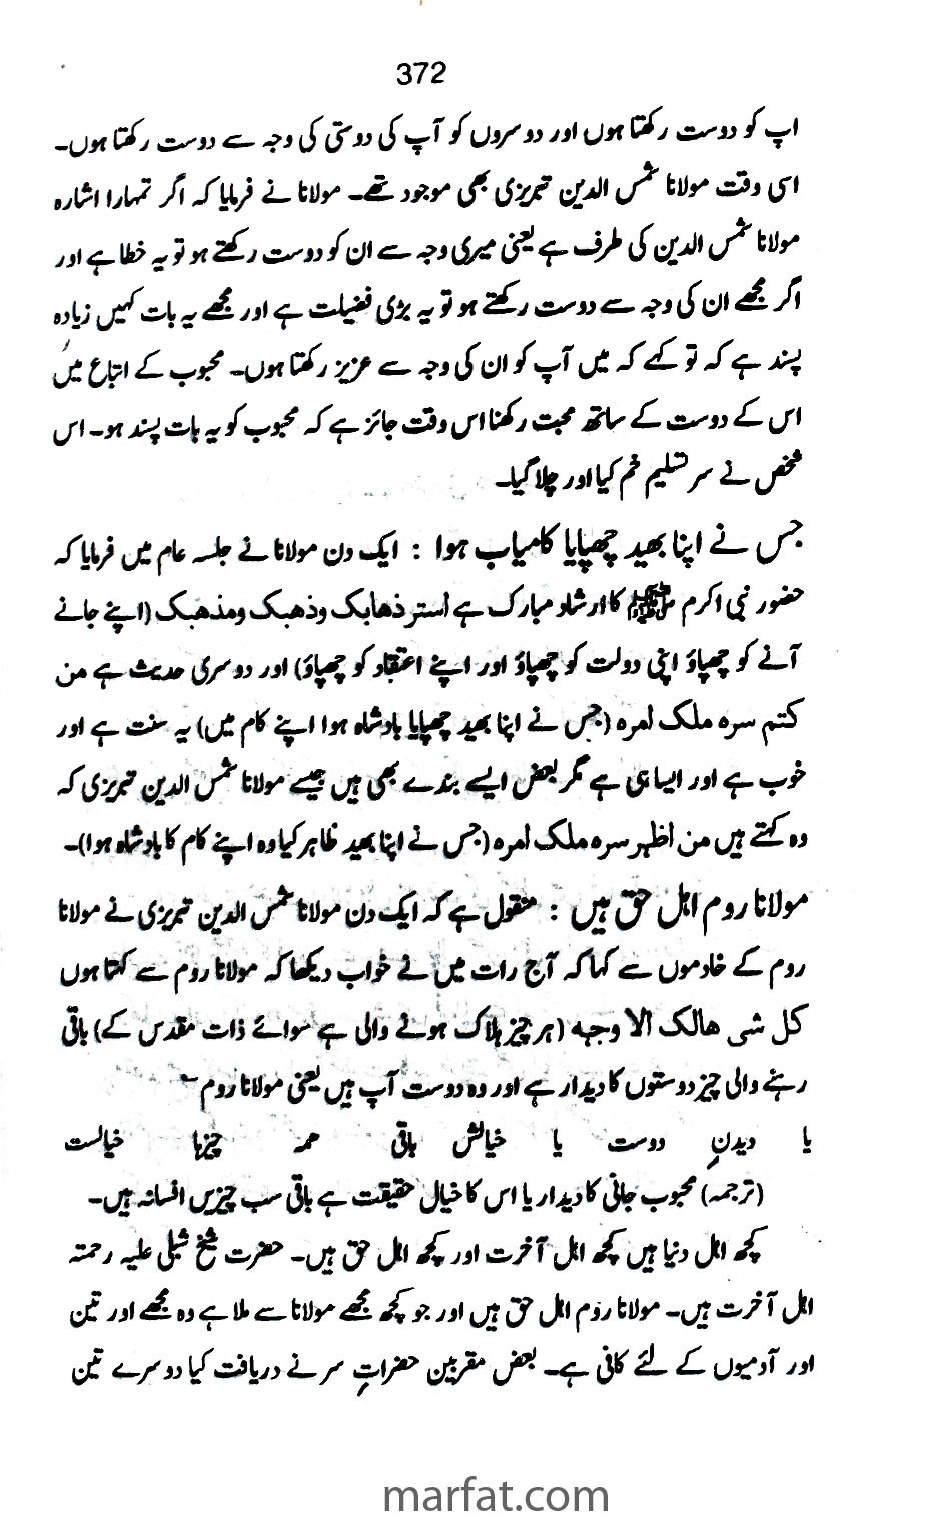 372
اپ کو دوست رکھتا ہوں اور دوسروں کو آپ کی دوستی کی وجہ سے دوست رکھتا ہوں۔
اسی وقت مولانا شمس الدین تبریزی بھی موجود تھے۔ مولانا نے فرمایا کہ اگر تمہارا اشارہ
مولانا شمس الدین کی طرف ہے یعنی میری وجہ سے ان کو دوست رکھتے ہو تو یہ خطا ہے اور
اگر مجھے ان کی وجہ سے دوست رکھتے ہو تو یہ بڑی فضیلت ہے اور مجھے یہ بات کہیں زیادہ
پسند ہے کہ تو کہے کہ میں آپ کو ان کی وجہ سے عزیز رکھتا ہوں۔ محبوب کے اتباع میں
اس کے دوست کے ساتھ محبت رکھنا اس وقت جائز ہے کہ محبوب کو یہ بات پسند ہو۔ اس
شخص نے سر تسلیم خم کیا اور چلا گیا۔
جس نے اپنا بھید چھپایا کامیاب ہوا : ایک دن مولانا نے جلسہ عام میں فرمایا کہ
حضور نبی اکرم ﷺ کا ارشاد مبارک ہے استر ذھابک وذھبک ومذھبک (اپنے جانے
آنے کو چھپاؤ اپنی دولت کو چھپاؤ اور اپنے اعتقاد کو چھپاؤ) اور دوسری حدیث ہے من
کتم سرہ ملک امرہ (جس نے اپنا بھید چھپایا بادشاہ ہوا اپنے کام میں) یہ سنت ہے اور
خوب ہے اور ایسا ہی ہے مگر بعض ایسے بندے بھی ہیں جیسے مولانا شمس الدین تبریزی کہ
وہ کہتے ہیں من اظہر سرہ ملک امرہ (جس نے اپنا بھید ظاہر کیا وہ اپنے کام کا بادشاہ ہوا)۔
مولانا روم اہل حق ہیں : منقول ہے کہ ایک دن مولانا شمس الدین تبریزی نے مولانا
روم کے خادموں سے کہا کہ آج رات میں نے خواب دیکھا کہ مولانا روم سے کہتا ہوں
کل شی ھالک الا وجہہ (ہر چیز ہلاک ہونے والی ہے سوائے ذات مقدس کے) باقی
رہنے والی چیز دوستوں کا دیدار ہے اور وہ دوست آپ ہیں یعنی مولانا روم
یا دیدنِ دوست یا خیالش باقی ہمہ چیزہا خیالست
(ترجمہ) محبوب جانی کا دیدار یا اس کا خیال حقیقت ہے باقی سب چیزیں افسانہ ہیں۔
کچھ اہل دنیا ہیں کچھ اہل آخرت اور کچھ اہل حق ہیں۔ حضرت شیخ شبلی علیہ رحمتہ
اہل آخرت ہیں۔ مولانا روم اہل حق ہیں اور جو کچھ مجھے مولانا سے ملا ہے وہ مجھے اور تین
اور آدمیوں کے لئے کافی ہے۔ بعض مقربین حضراتِ سر نے دریافت کیا دوسرے تین
marfat.com